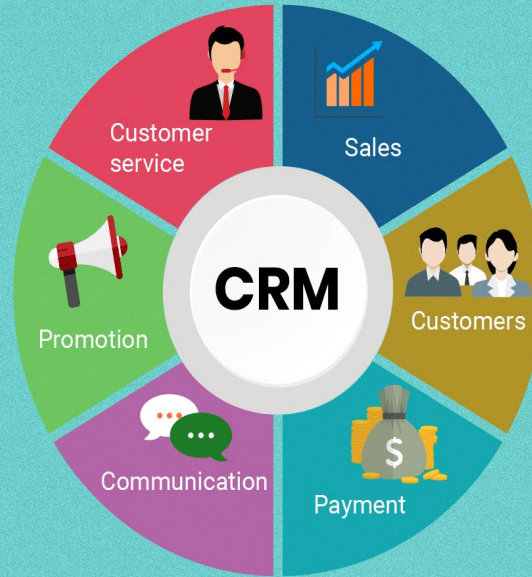 Customer
service
Sales
Customers
Payment
Communication
Promotion
CRM
$